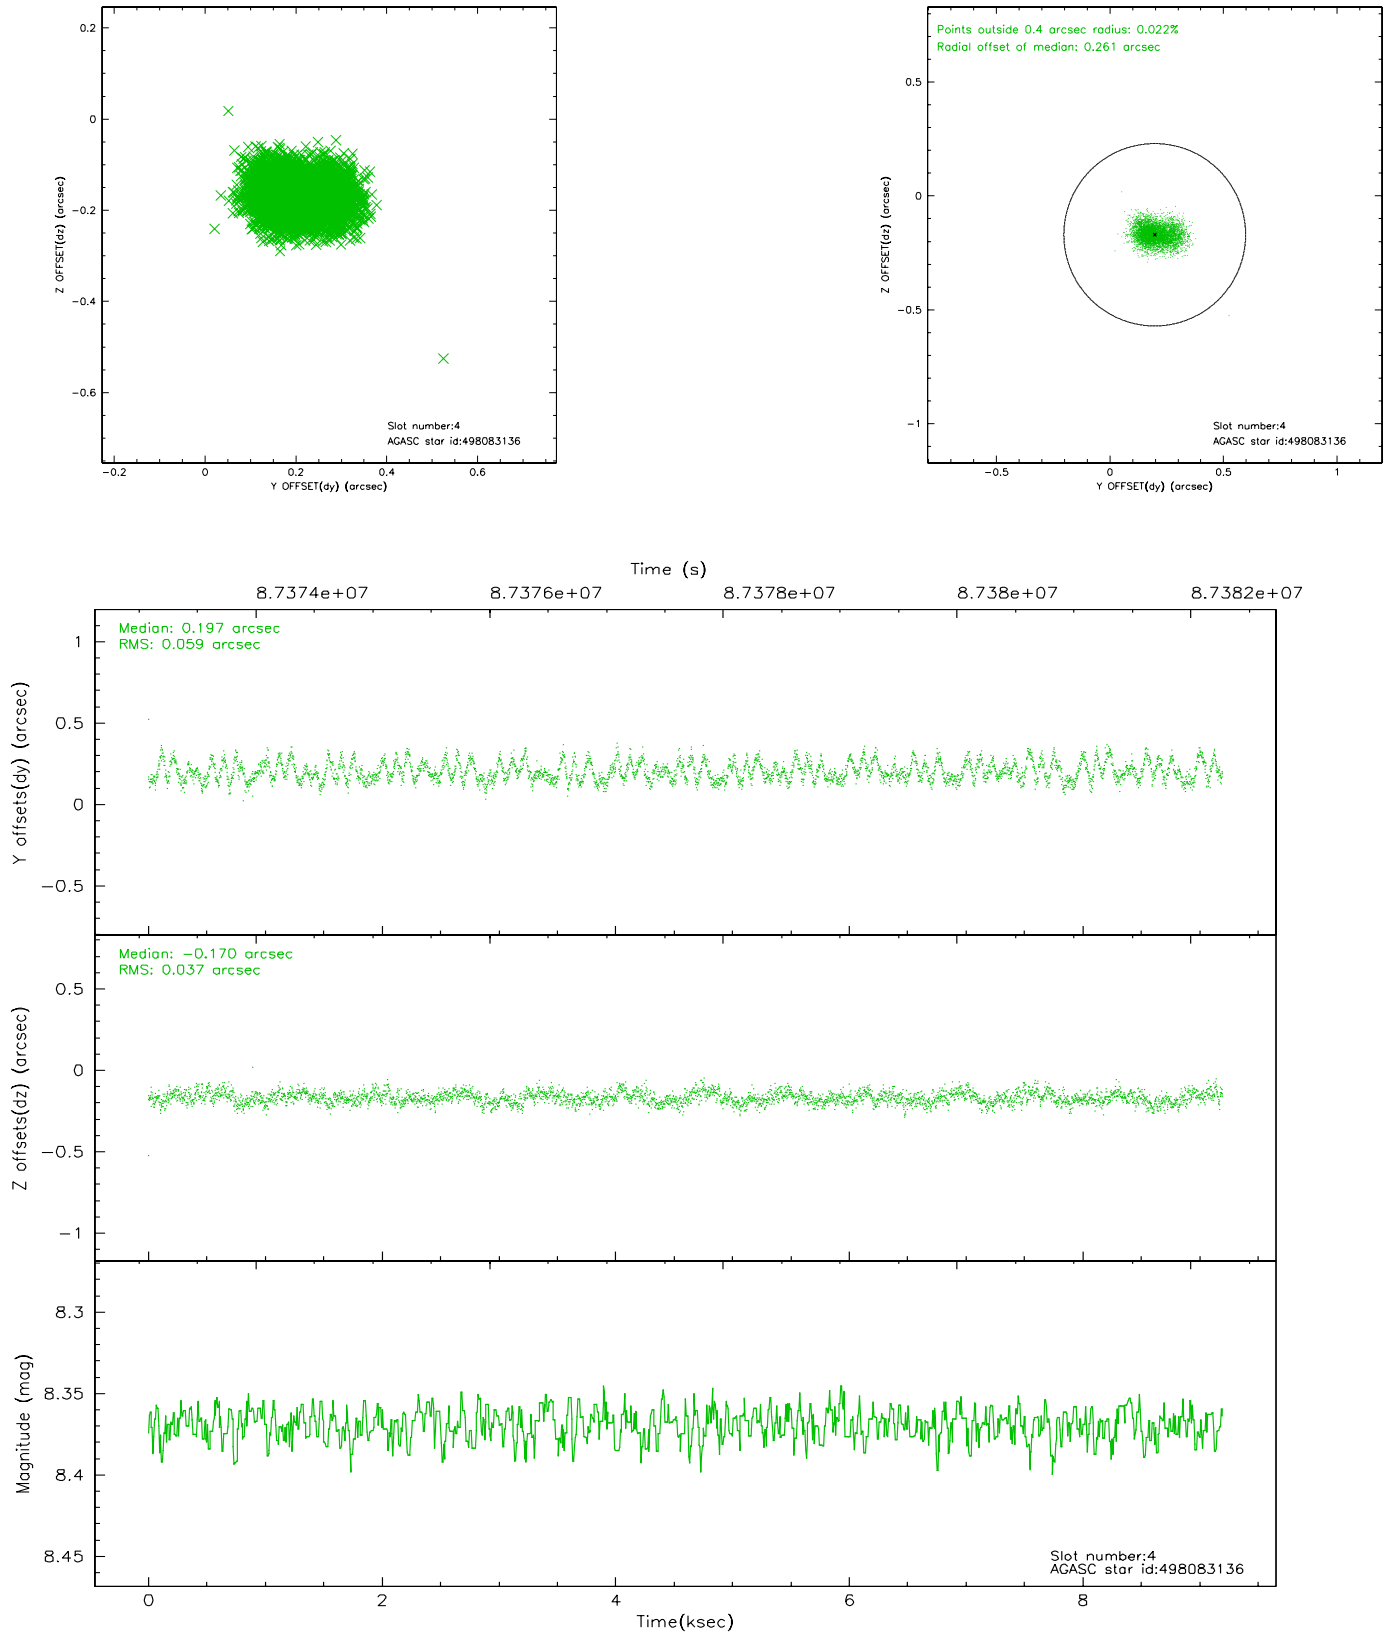 0.2
0
-0.2
-0.4
-0.6
Z OFFSET(dz) (arcsec)
Slot number:4
AGASC star id:498083136
-0.2 0 0.2 0.4 0.6
Y OFFSET(dy) (arcsec)
Points outside 0.4 arcsec radius: 0.022%
Radial offset of median: 0.261 arcsec
0.5
0
-0.5
-1
Z OFFSET(dz) (arcsec)
Slot number:4
AGASC star id:498083136
-0.5 0 0.5 1
Y OFFSET(dy) (arcsec)
Time (s)
8.7374e+07 8.7376e+07 8.7378e+07 8.738e+07 8.7382e+07
Median: 0.197 arcsec
RMS: 0.059 arcsec
1
0.5
0
-0.5
Y offsets(dy) (arcsec)
Median: -0.170 arcsec
RMS: 0.037 arcsec
0.5
0
-0.5
-1
Z offsets(dz) (arcsec)
8.3
8.35
8.4
8.45
Magnitude (mag)
Slot number:4
AGASC star id:498083136
0 2 4 6 8
Time(ksec)